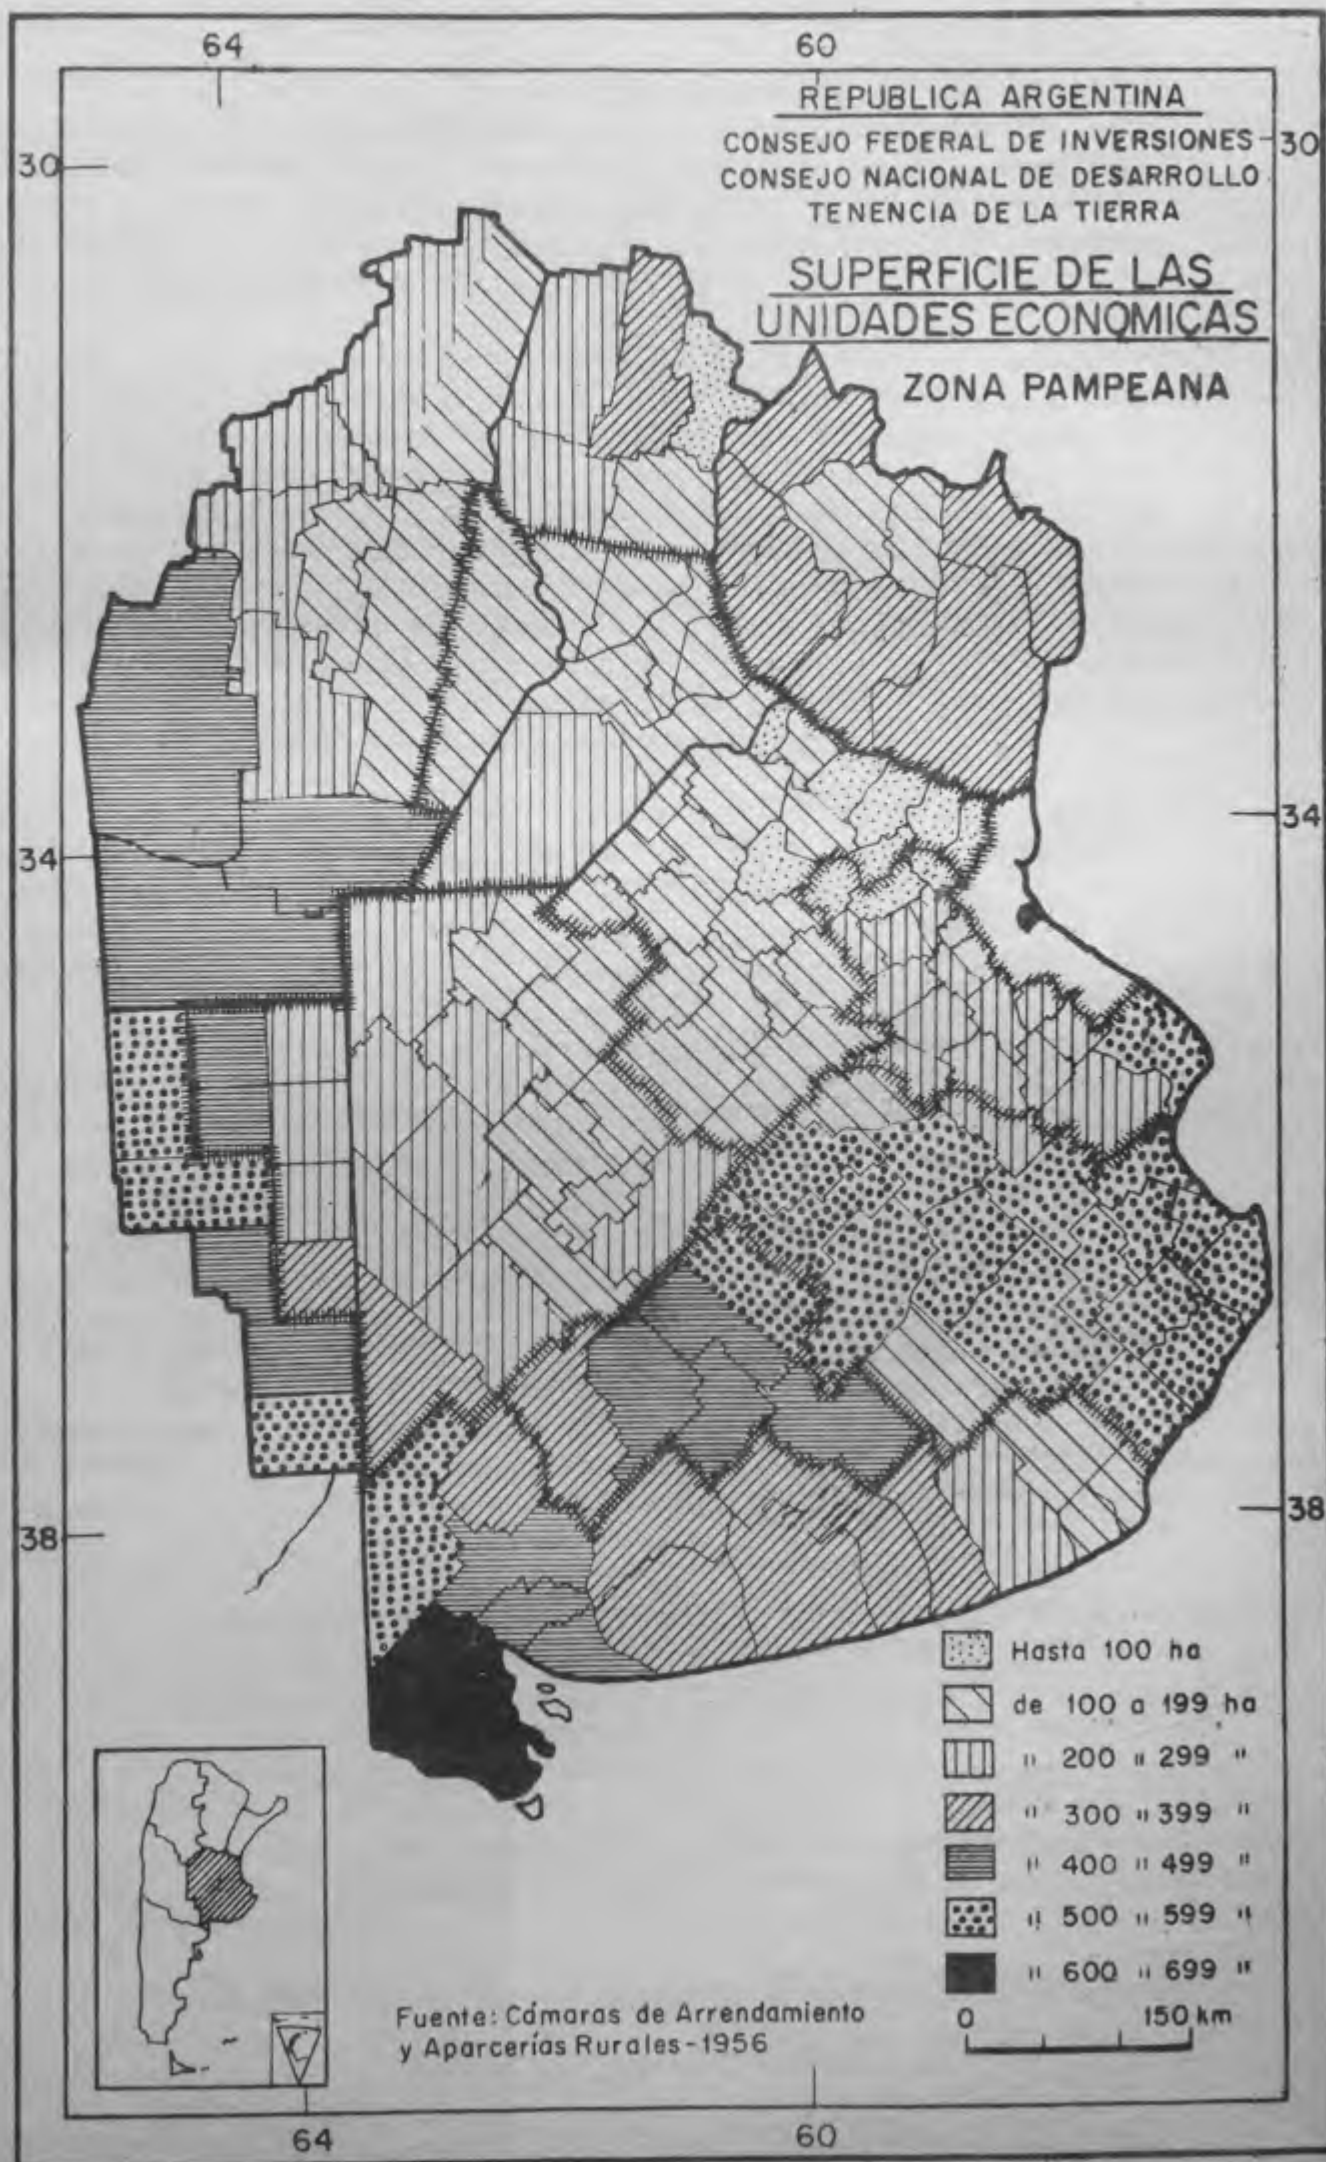 64 60
REPUBLICA ARGENTINA
CONSEJO FEDERAL DE INVERSIONES
30 30
CONSEJO NACIONAL DE DESARROLLO
TENENCIA DE LA TIERRA
SUPERFICIE DE LAS
UNIDADES ECONOMICAS
ZONA PAMPEANA
34 34
38 38
Hasta 100 ha
de 100 a 199 ha
" 200 " 299 "
" 300 " 399 "
" 400 " 499 "
" 500 " 599 "
" 600 " 699 "
0 150 km
Fuente: Cámaras de Arrendamiento
y Aparcerías Rurales-1956
64 60